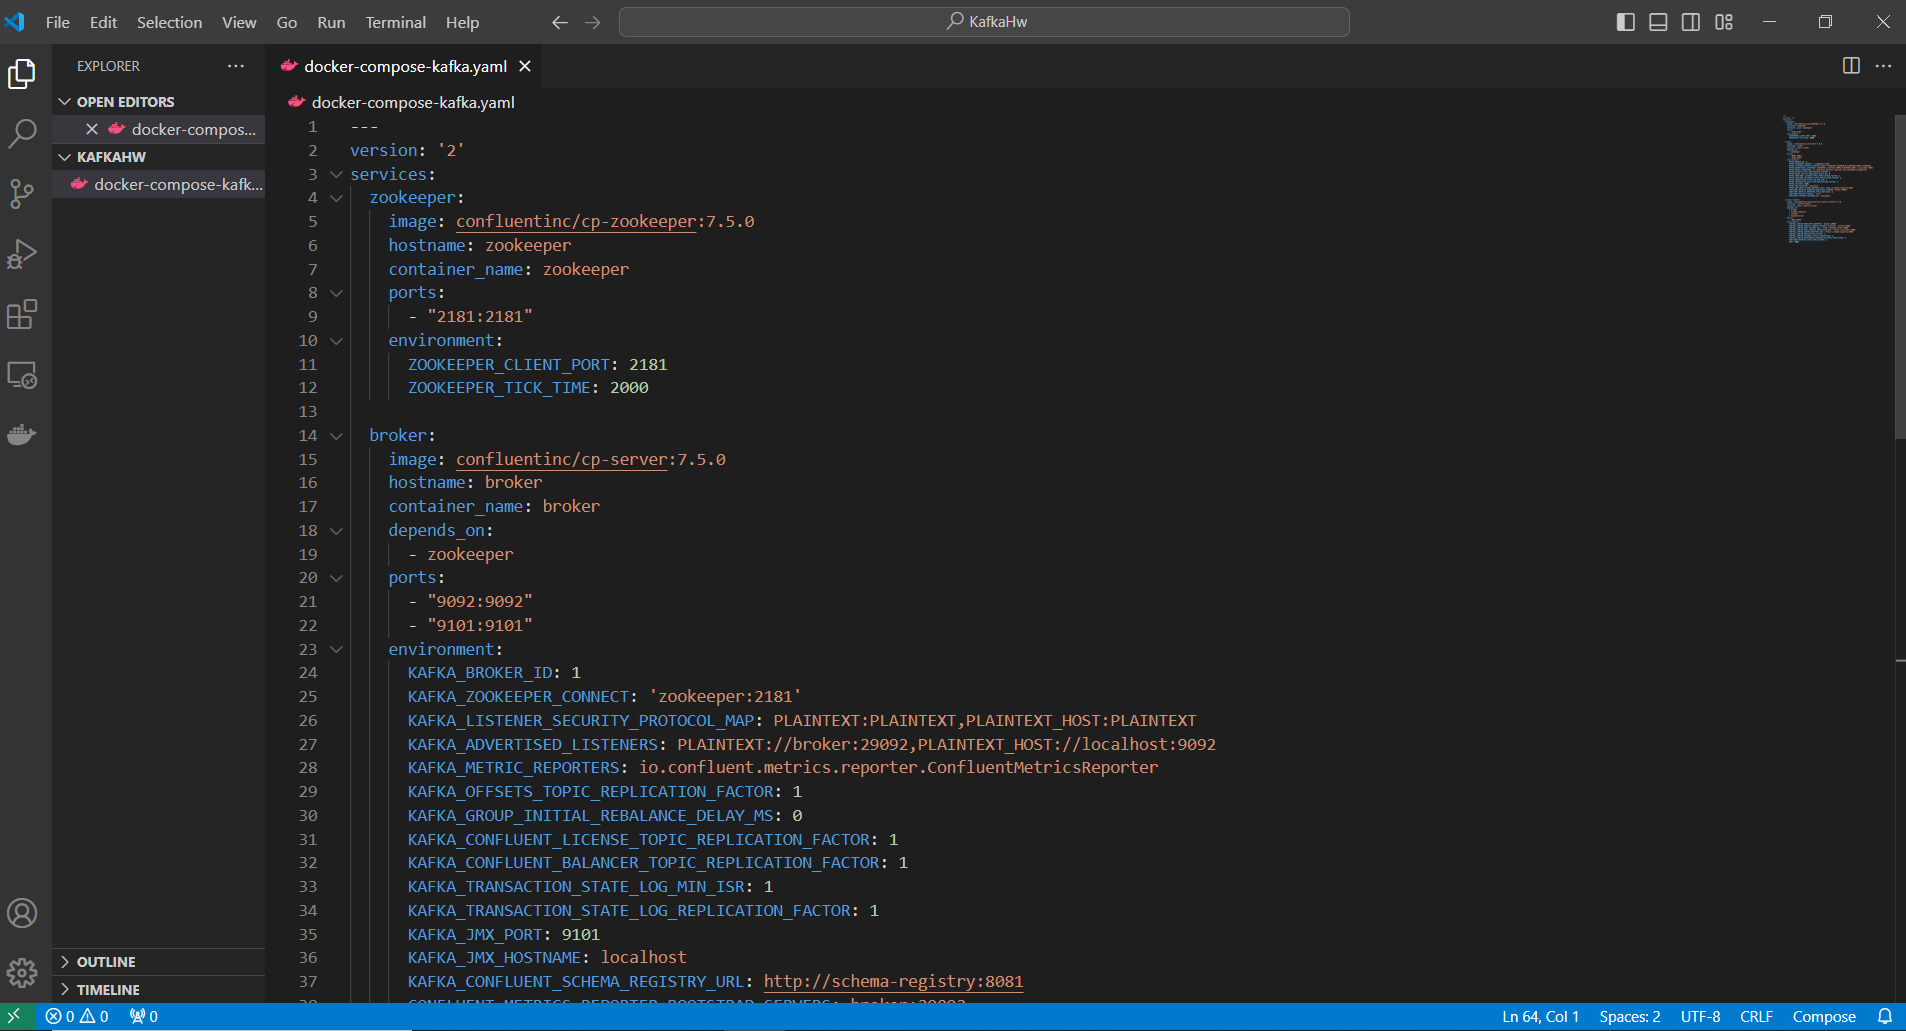 File Edit Selection View Go Run Terminal Help
KafkaHw
EXPLORER
OPEN EDITORS
docker-compos...
KAFKAHW
docker-compose-kafk...
OUTLINE
TIMELINE
docker-compose-kafka.yaml
docker-compose-kafka.yaml
1 ---
2 version: '2'
3 services:
4 zookeeper:
5 image: confluentinc/cp-zookeeper:7.5.0
6 hostname: zookeeper
7 container_name: zookeeper
8 ports:
9 - "2181:2181"
10 environment:
11 ZOOKEEPER_CLIENT_PORT: 2181
12 ZOOKEEPER_TICK_TIME: 2000
13
14 broker:
15 image: confluentinc/cp-server:7.5.0
16 hostname: broker
17 container_name: broker
18 depends_on:
19 - zookeeper
20 ports:
21 - "9092:9092"
22 - "9101:9101"
23 environment:
24 KAFKA_BROKER_ID: 1
25 KAFKA_ZOOKEEPER_CONNECT: 'zookeeper:2181'
26 KAFKA_LISTENER_SECURITY_PROTOCOL_MAP: PLAINTEXT:PLAINTEXT,PLAINTEXT_HOST:PLAINTEXT
27 KAFKA_ADVERTISED_LISTENERS: PLAINTEXT://broker:29092,PLAINTEXT_HOST://localhost:9092
28 KAFKA_METRIC_REPORTERS: io.confluent.metrics.reporter.ConfluentMetricsReporter
29 KAFKA_OFFSETS_TOPIC_REPLICATION_FACTOR: 1
30 KAFKA_GROUP_INITIAL_REBALANCE_DELAY_MS: 0
31 KAFKA_CONFLUENT_LICENSE_TOPIC_REPLICATION_FACTOR: 1
32 KAFKA_CONFLUENT_BALANCER_TOPIC_REPLICATION_FACTOR: 1
33 KAFKA_TRANSACTION_STATE_LOG_MIN_ISR: 1
34 KAFKA_TRANSACTION_STATE_LOG_REPLICATION_FACTOR: 1
35 KAFKA_JMX_PORT: 9101
36 KAFKA_JMX_HOSTNAME: localhost
37 KAFKA_CONFLUENT_SCHEMA_REGISTRY_URL: http://schema-registry:8081
38 CONFLUENT_METRICS_REPORTER_BOOTSTRAP_SERVERS: broker:29092
0 0 0
Ln 64, Col 1 Spaces: 2 UTF-8 CRLF Compose